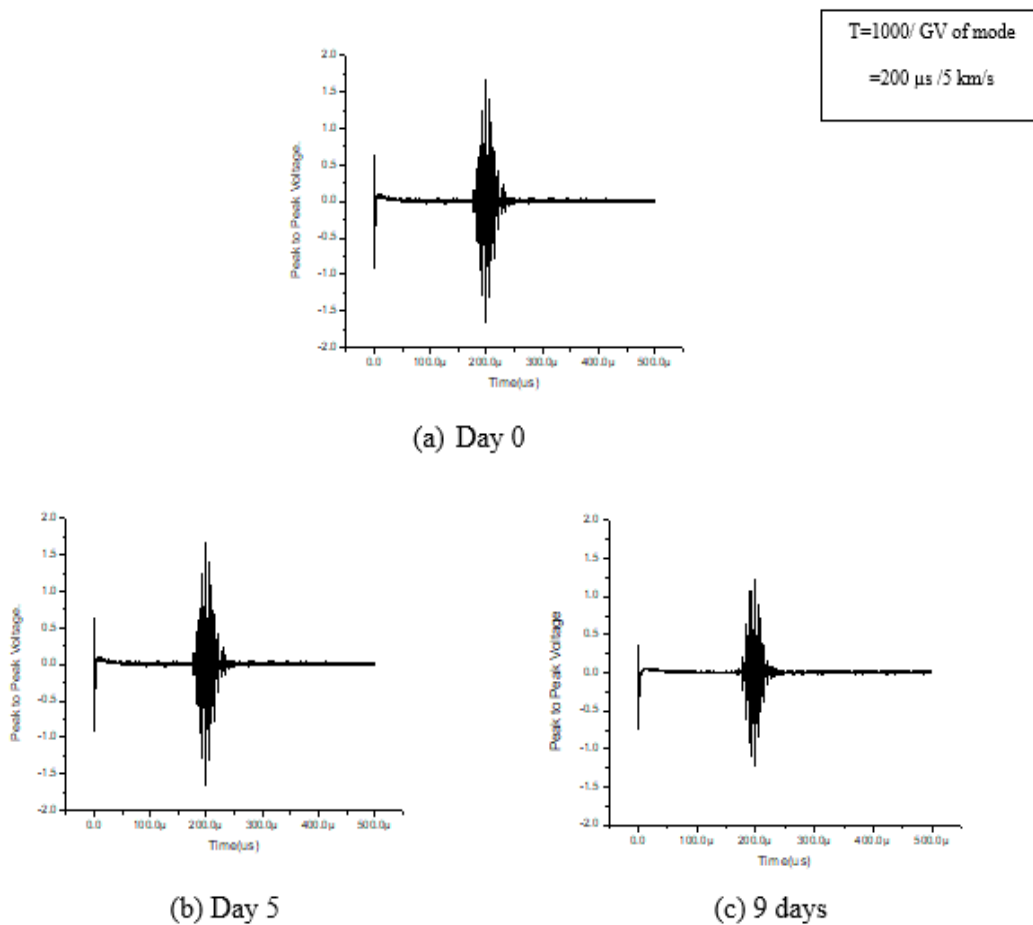 T=1000/ GV of mode
=200 µs /5 km/s
2.0
1.5
1.0
0.5
0.0
-0.5
-1.0
-1.5
-2.0
Peak to Peak Voltage.
0.0 100.0µ 200.0µ 300.0µ 400.0µ 500.0µ
Time(us)
(a) Day 0
2.0
1.5
1.0
0.5
0.0
-0.5
-1.0
-1.5
-2.0
Peak to Peak Voltage.
0.0 100.0µ 200.0µ 300.0µ 400.0µ 500.0µ
Time(us)
(b) Day 5
2.0
1.5
1.0
0.5
0.0
-0.5
-1.0
-1.5
-2.0
Peak to Peak Voltage
0.0 100.0µ 200.0µ 300.0µ 400.0µ 500.0µ
Time(us)
(c) 9 days